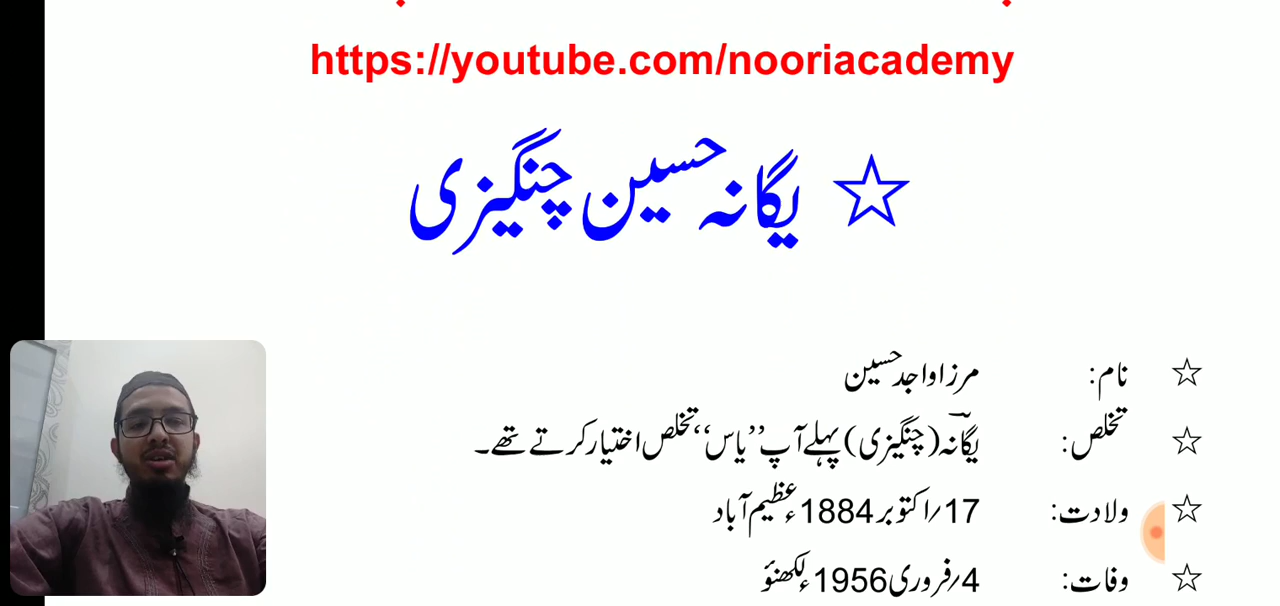 https://youtube.com/nooriacademy
☆ یگانہ حسین چنگیزی
☆ نام: مرزا واجد حسین
☆ تخلص: یگانہؔ (چنگیزی) پہلے آپ ’’یاس‘‘ تخلص اختیار کرتے تھے۔
☆ ولادت: 17/اکتوبر 1884ء عظیم آباد
☆ وفات: 4/فروری 1956ء لکھنؤ